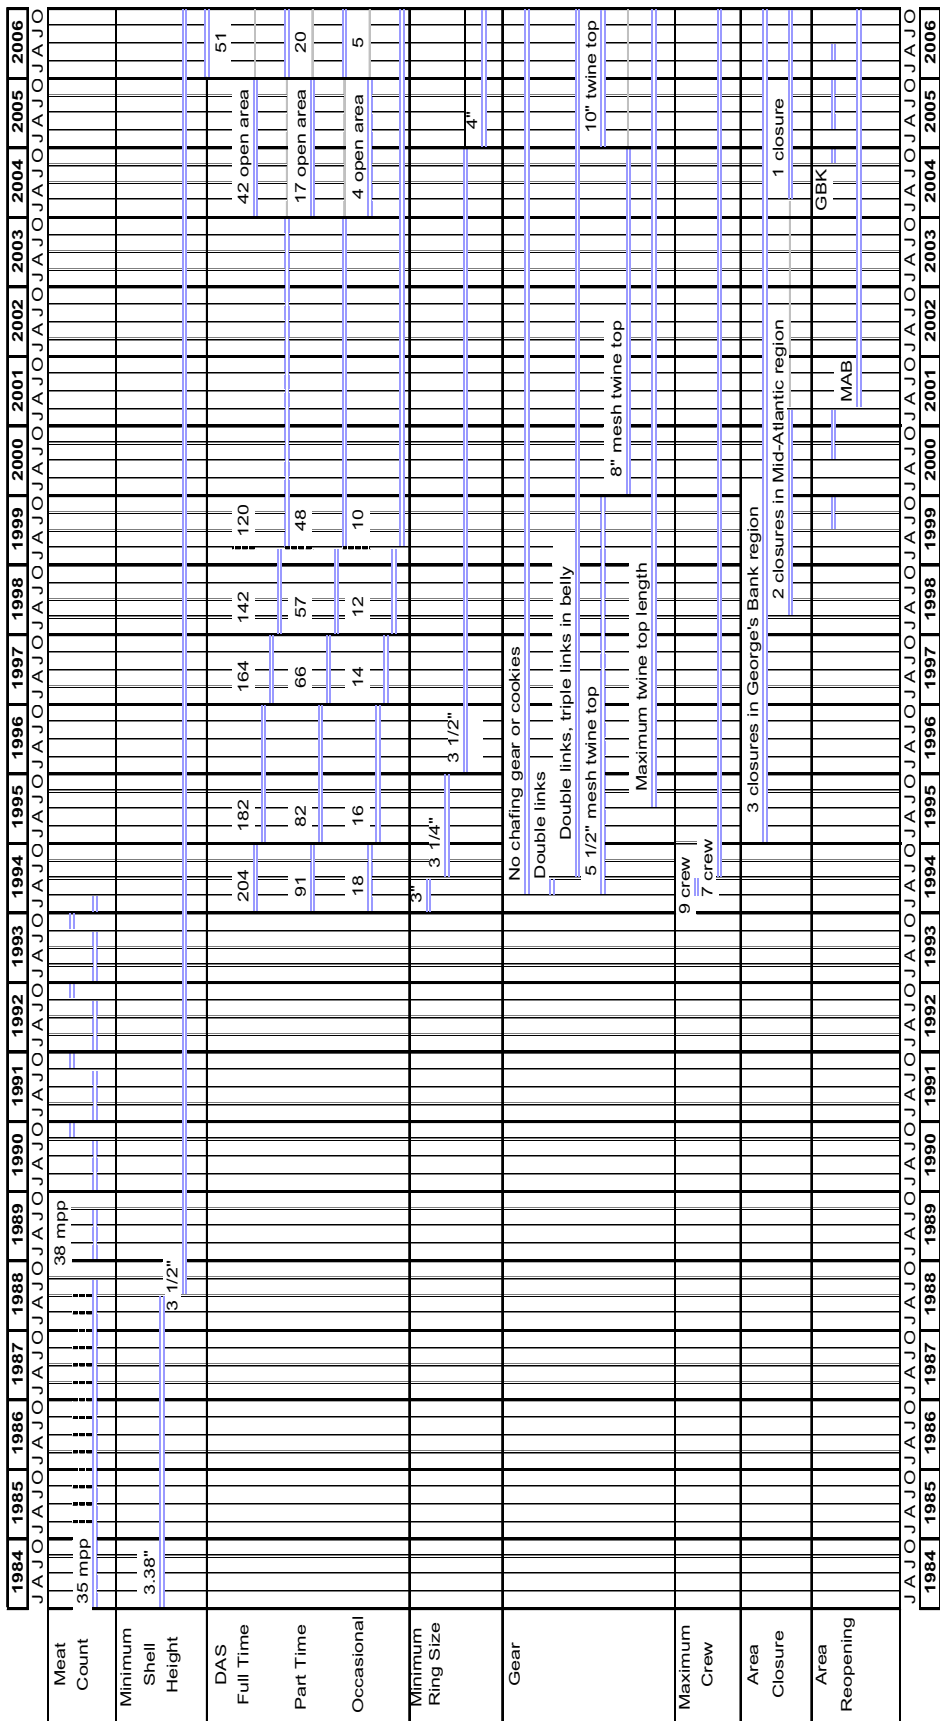 1984 1985 1986 1987 1988 1989 1990 1991 1992 1993 1994 1995 1996 1997 1998 1999 2000 2001 2002 2003 2004 2005 2006
J A J O J A J O J A J O J A J O J A J O J A J O J A J O J A J O J A J O J A J O J A J O J A J O J A J O J A J O J A J O J A J O J A J O J A J O J A J O J A J O J A J O J A J O J A J O
Meat
38 mpp
Count
35 mpp
Minimum
Shell
3.38"
Height
3 1/2"
DAS
51
Full Time
204 182 164 142 120 42 open area
Part Time
91 82 66 57 48 17 open area 20
Occasional
18 16 14 12 10 4 open area 5
Minimum
3"
Ring Size
3 1/4"
3 1/2"
4"
Gear
No chafing gear or cookies
Double links
Double links, triple links in belly
5 1/2" mesh twine top
10" twine top
8" mesh twine top
Maximum twine top length
Maximum
9 crew
Crew
7 crew
Area
3 closures in George's Bank region
Closure
2 closures in Mid-Atlantic region
1 closure
Area
GBK
Reopening
MAB
J A J O J A J O J A J O J A J O J A J O J A J O J A J O J A J O J A J O J A J O J A J O J A J O J A J O J A J O J A J O J A J O J A J O J A J O J A J O J A J O J A J O J A J O J A J O
1984 1985 1986 1987 1988 1989 1990 1991 1992 1993 1994 1995 1996 1997 1998 1999 2000 2001 2002 2003 2004 2005 2006